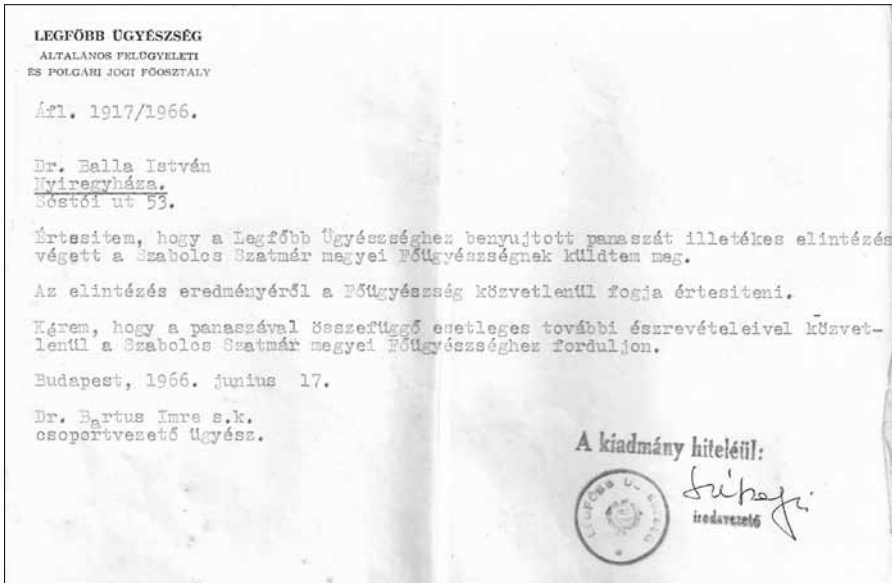 LEGFŐBB ÜGYÉSZSÉG
ÁLTALÁNOS FELÜGYELETI
ÉS POLGÁRI JOGI FŐOSZTÁLY
Áfl. 1917/1966.
Dr. Balla István
Nyiregyháza.
Sóstói ut 53.
Értesitem, hogy a Legfőbb Ügyészséghez benyujtott panaszát illetékes elintézés
végett a Szabolcs Szatmár megyei Főügyészségnek küldtem meg.
Az elintézés eredményéről a Főügyészség közvetlenül fogja értesiteni.
Kérem, hogy a panaszával összefüggő esetleges további észrevételeivel közvet-
lenül a Szabolcs Szatmár megyei Főügyészséghez forduljon.
Budapest, 1966. junius 17.
Dr. Bartus Imre s.k.
csoportvezető ügyész.
A kiadmány hiteléül:
irodavezető
LEGFŐBB